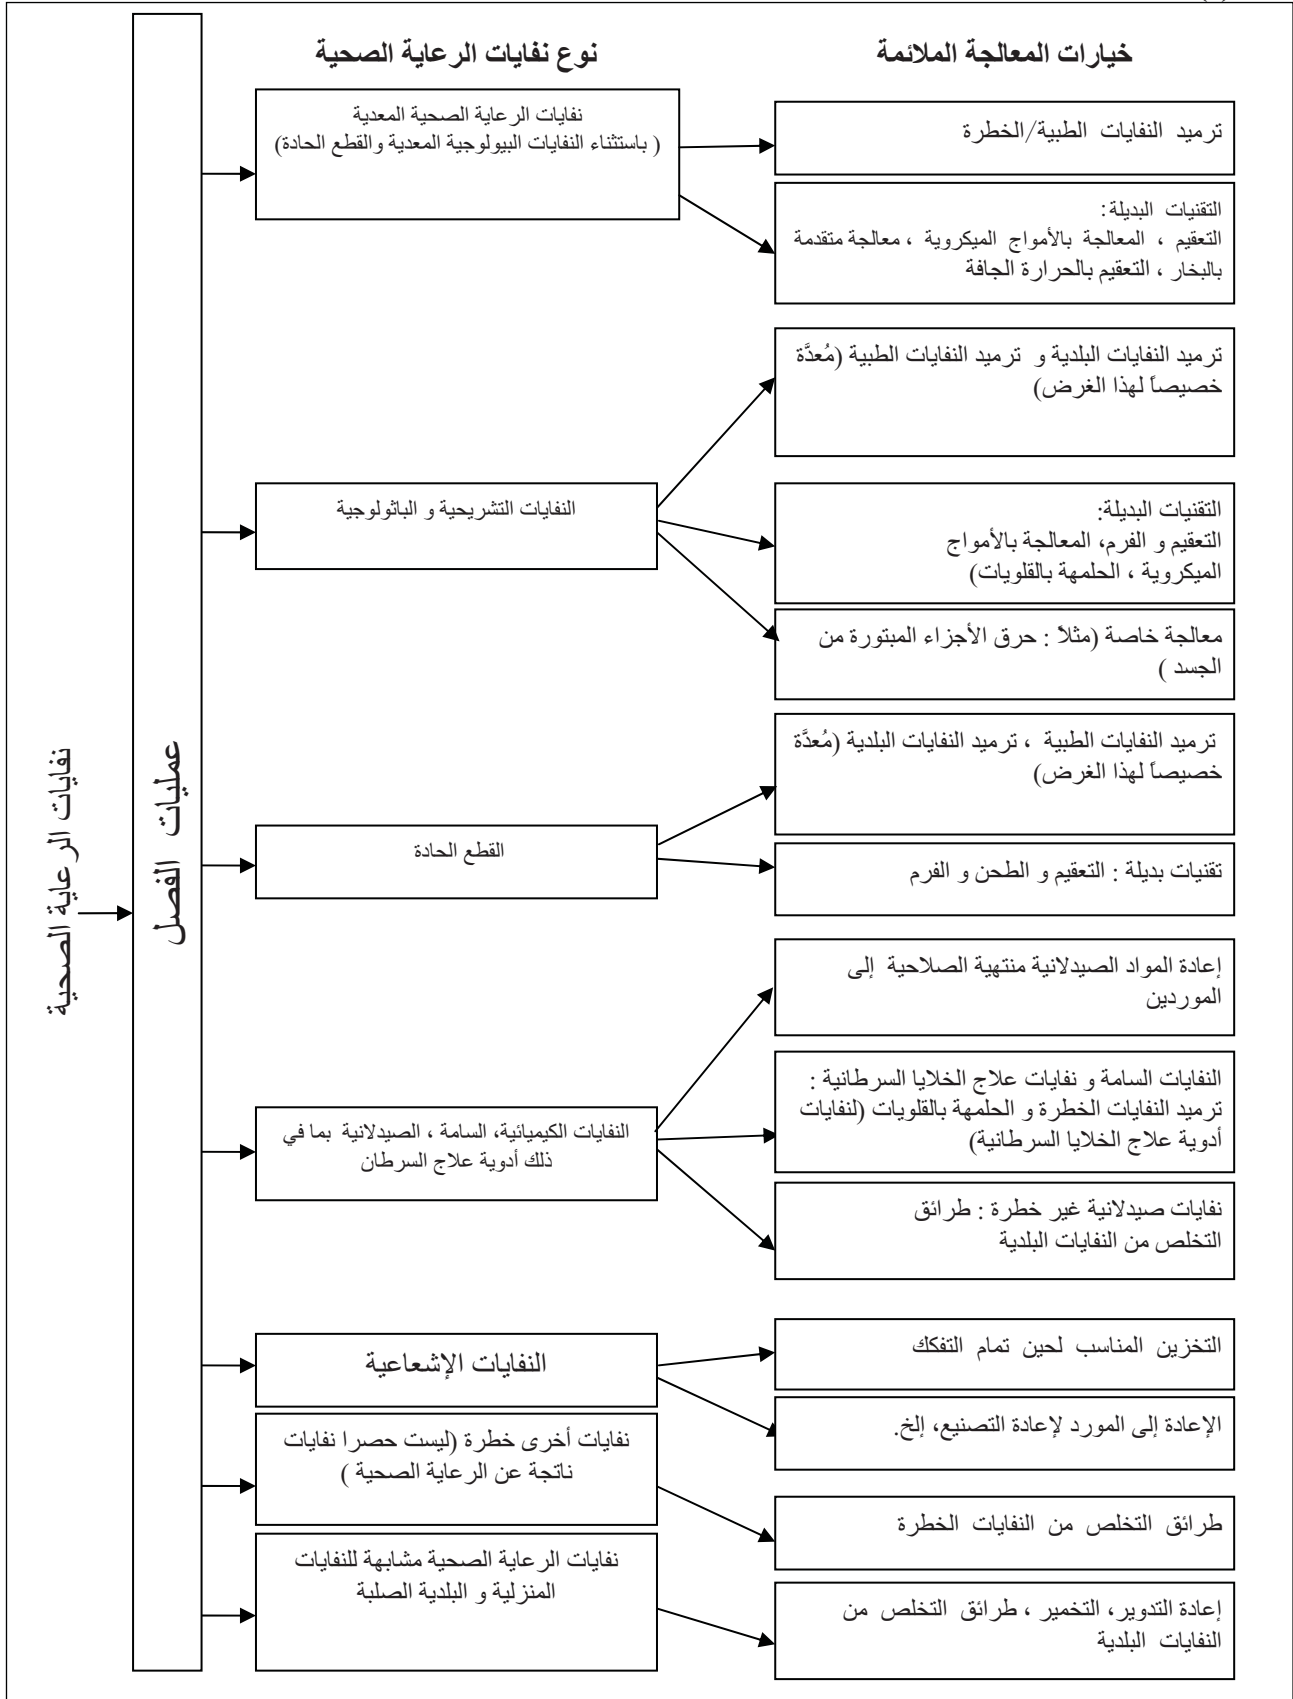 نفايات الرعاية الصحية
عمليات الفصل
نوع نفايات الرعاية الصحية
خيارات المعالجة الملائمة
نفايات الرعاية الصحية المعدية
( باستثناء النفايات البيولوجية المعدية والقطع الحادة)
ترميد النفايات الطبية/الخطرة
التقنيات البديلة:
التعقيم ، المعالجة بالأمواج الميكروية ، معالجة متقدمة
بالبخار ، التعقيم بالحرارة الجافة
النفايات التشريحية و الباثولوجية
ترميد النفايات البلدية و ترميد النفايات الطبية (مُعدَّة
خصيصاً لهذا الغرض)
التقنيات البديلة:
التعقيم و الفرم، المعالجة بالأمواج
الميكروية ، الحلمهة بالقلويات)
معالجة خاصة (مثلاً : حرق الأجزاء المبتورة من
الجسد )
القطع الحادة
ترميد النفايات الطبية ، ترميد النفايات البلدية (مُعدَّة
خصيصاً لهذا الغرض)
تقنيات بديلة : التعقيم و الطحن و الفرم
النفايات الكيميائية، السامة ، الصيدلانية بما في
ذلك أدوية علاج السرطان
إعادة المواد الصيدلانية منتهية الصلاحية إلى
الموردين
النفايات السامة و نفايات علاج الخلايا السرطانية :
ترميد النفايات الخطرة و الحلمهة بالقلويات (لنفايات
أدوية علاج الخلايا السرطانية)
نفايات صيدلانية غير خطرة : طرائق
التخلص من النفايات البلدية
النفايات الإشعاعية
التخزين المناسب لحين تمام التفكك
الإعادة إلى المورد لإعادة التصنيع، إلخ.
نفايات أخرى خطرة (ليست حصرا نفايات
ناتجة عن الرعاية الصحية )
طرائق التخلص من النفايات الخطرة
نفايات الرعاية الصحية مشابهة للنفايات
المنزلية و البلدية الصلبة
إعادة التدوير، التخمير ، طرائق التخلص من
النفايات البلدية